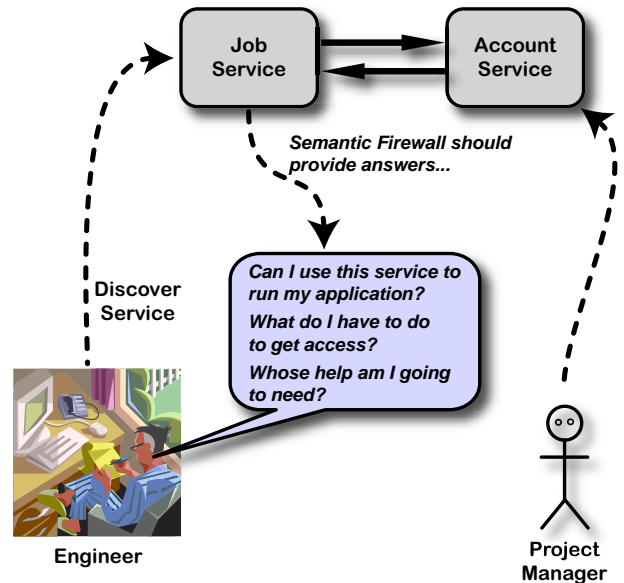 Job
Service
Account
Service
Semantic Firewall should
provide answers...
Discover
Service
Can I use this service to
run my application?
What do I have to do
to get access?
Whose help am I going
to need?
Engineer
Project
Manager